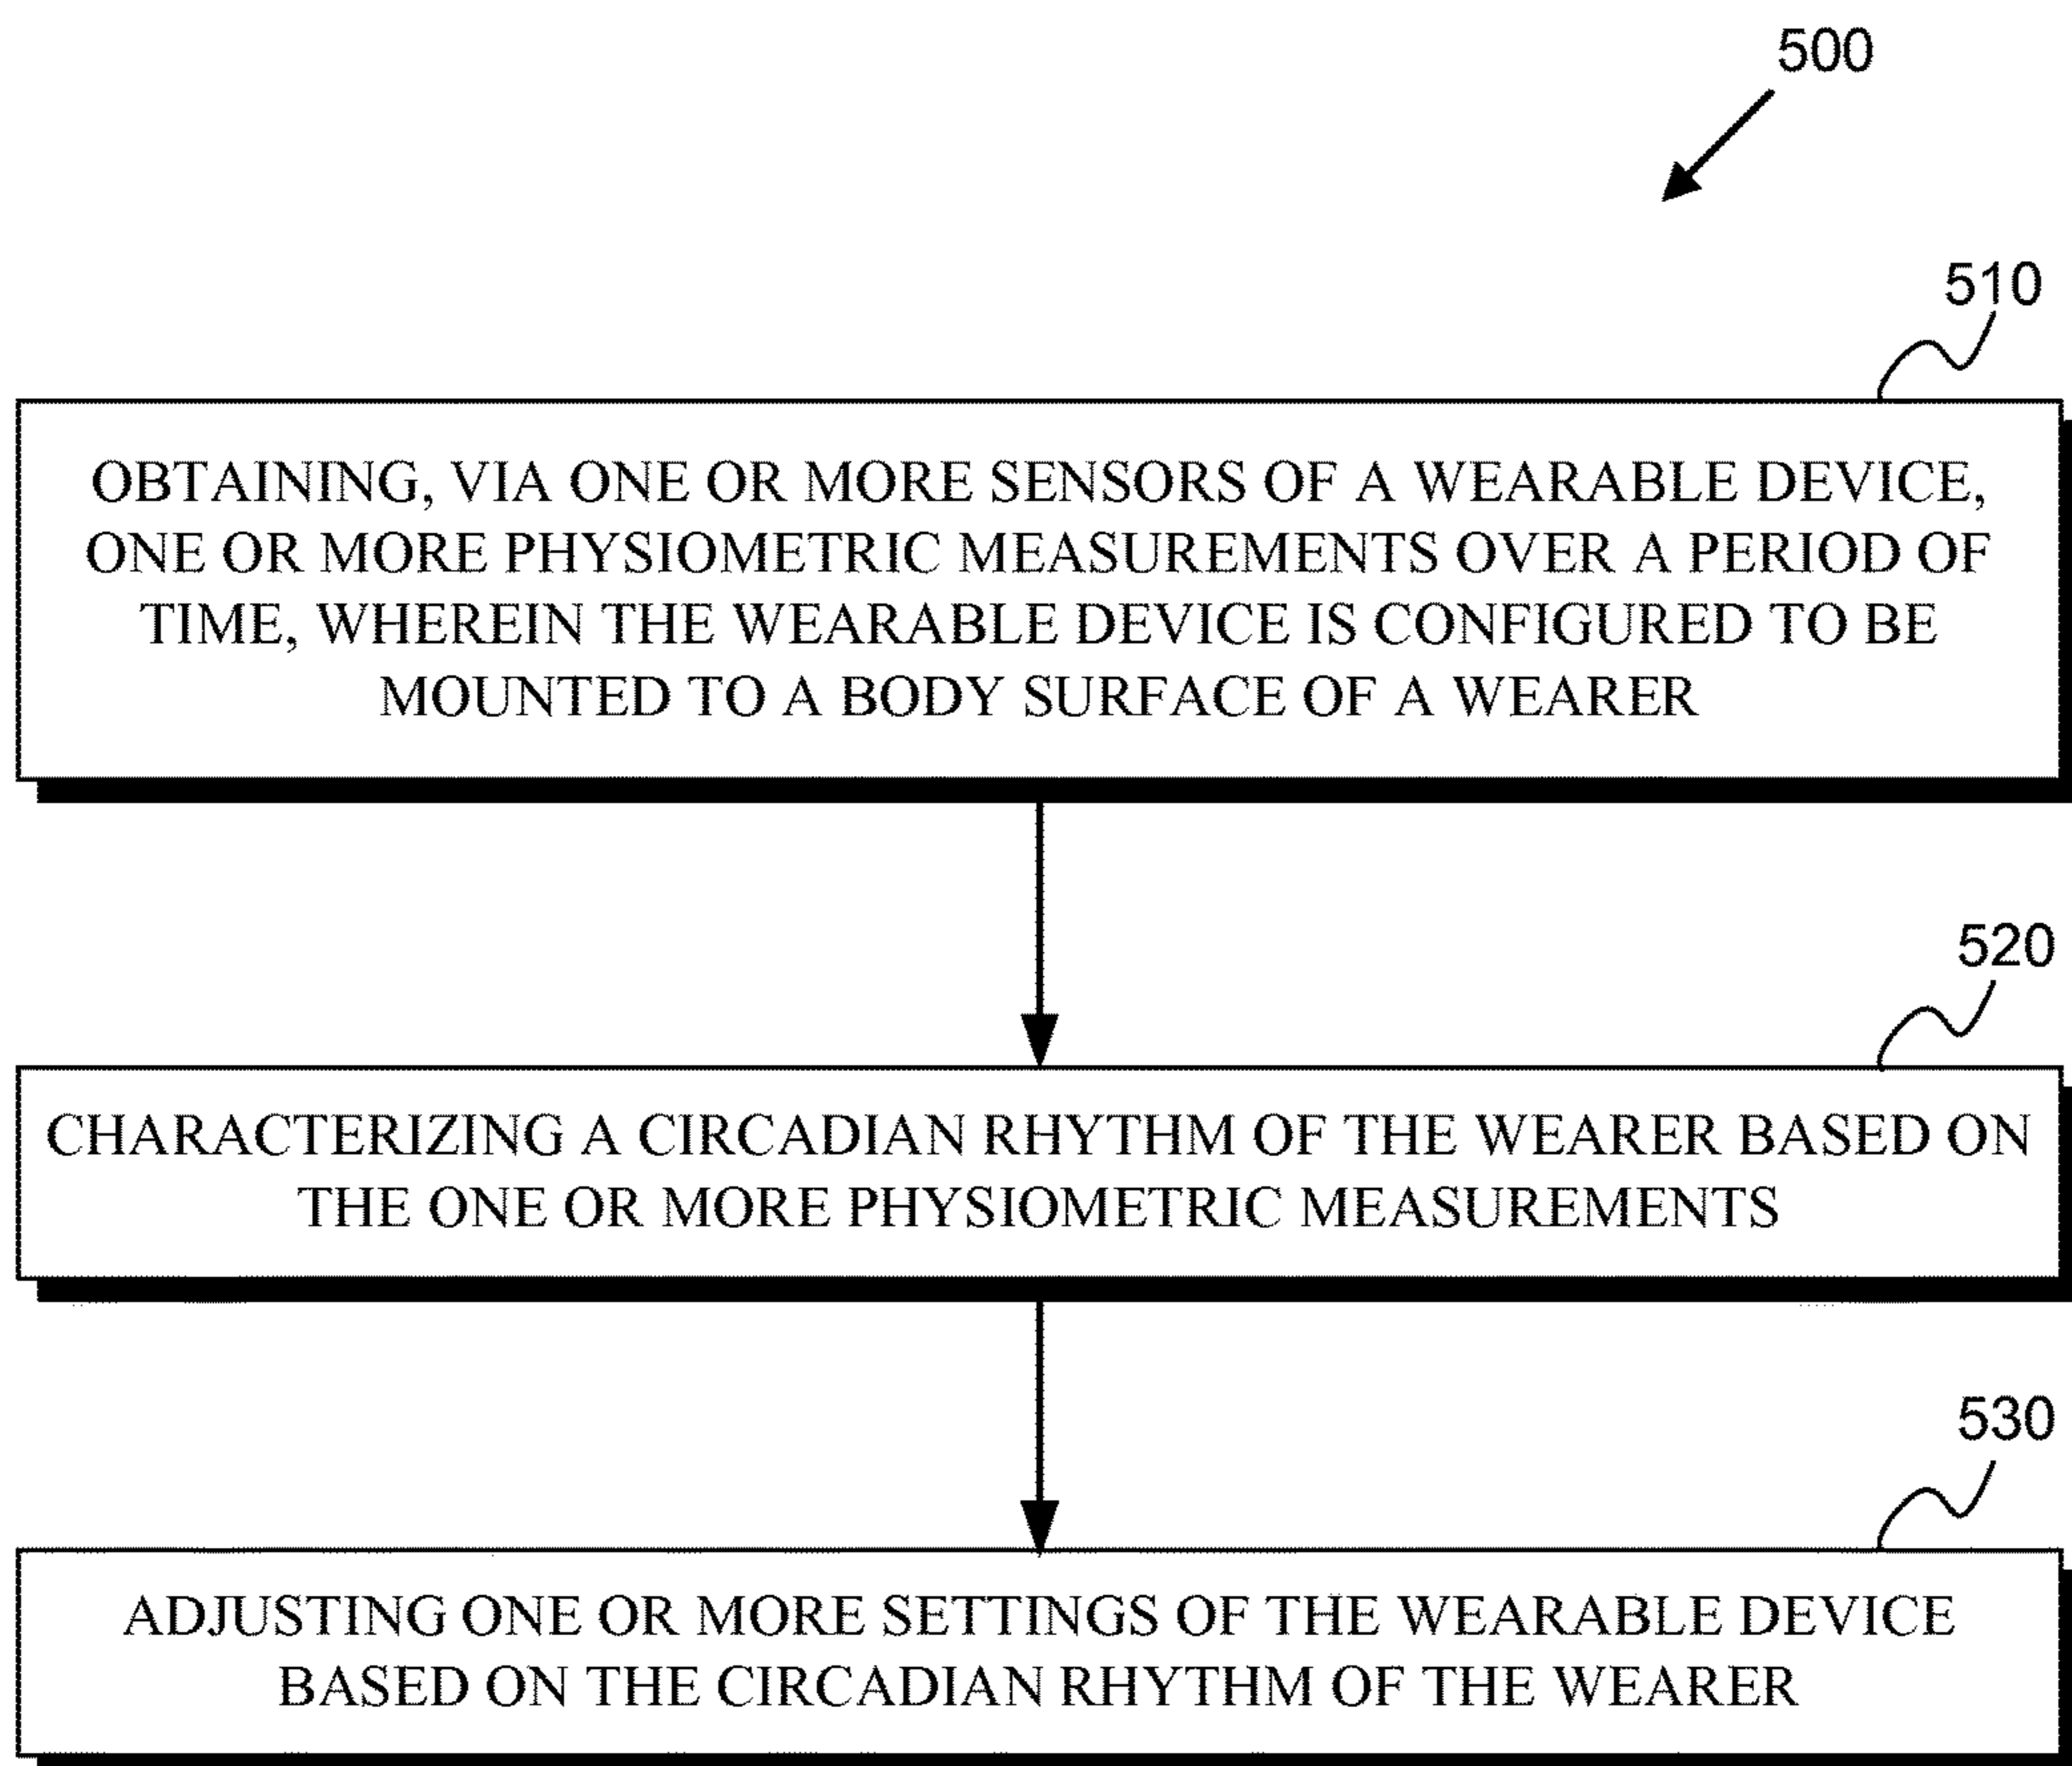 500
510
OBTAINING, VIA ONE OR MORE SENSORS OF A WEARABLE DEVICE,
ONE OR MORE PHYSIOMETRIC MEASUREMENTS OVER A PERIOD OF
TIME, WHEREIN THE WEARABLE DEVICE IS CONFIGURED TO BE
MOUNTED TO A BODY SURFACE OF A WEARER
520
CHARACTERIZING A CIRCADIAN RHYTHM OF THE WEARER BASED ON
THE ONE OR MORE PHYSIOMETRIC MEASUREMENTS
530
ADJUSTING ONE OR MORE SETTINGS OF THE WEARABLE DEVICE
BASED ON THE CIRCADIAN RHYTHM OF THE WEARER